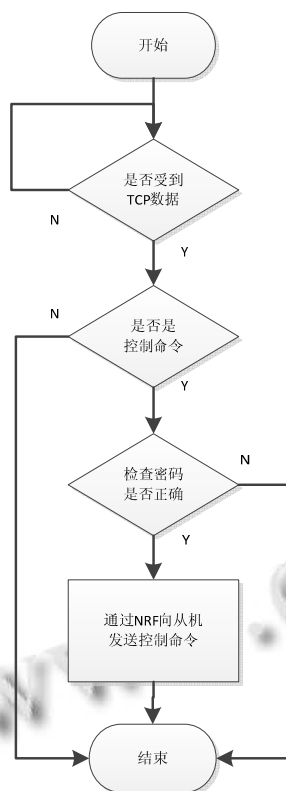 开始
是否受到
TCP数据
N
Y
N
是否是
控制命令
Y
检查密码
是否正确
N
Y
通过NRF向从机
发送控制命令
结束